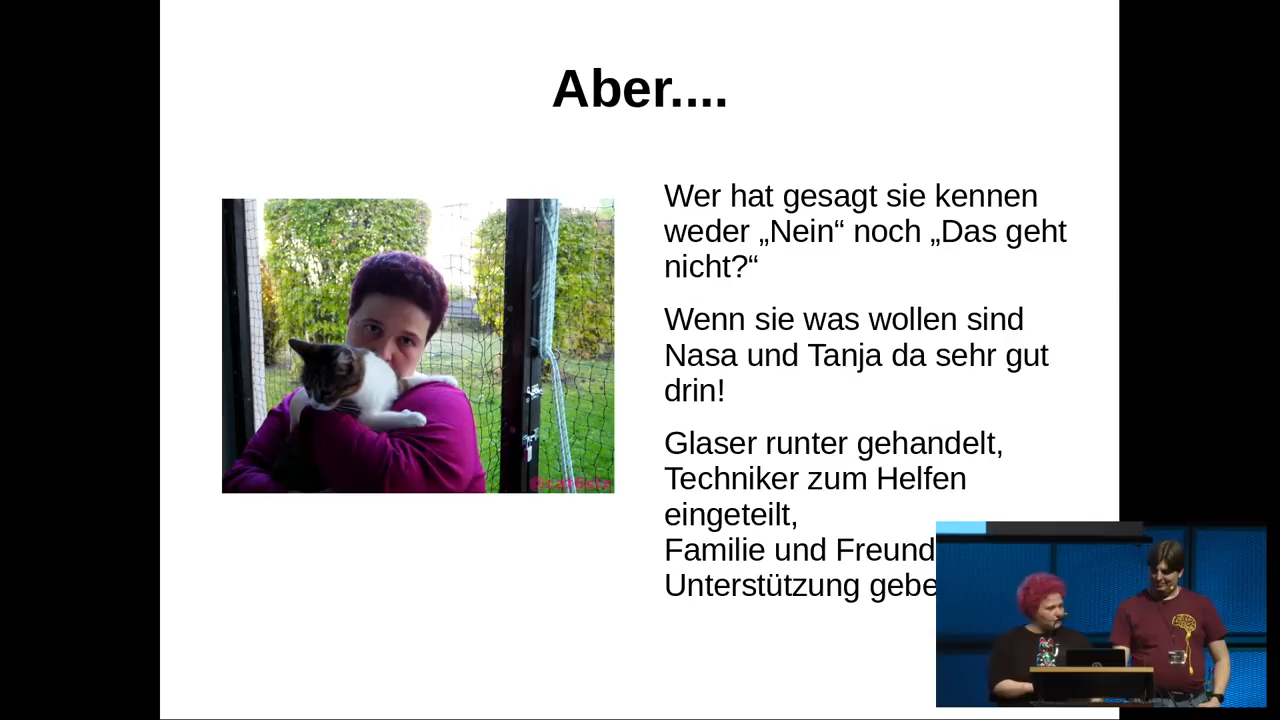 Aber....
Wer hat gesagt sie kennen
weder „Nein“ noch „Das geht
nicht?“
Wenn sie was wollen sind
Nasa und Tanja da sehr gut
drin!
Glaser runter gehandelt,
Techniker zum Helfen
eingeteilt,
Familie und Freund
Unterstützung gebe